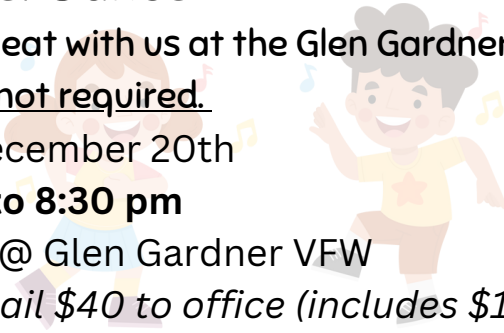 eat with us at the Glen Gardner
not required.
ecember 20th
to 8:30 pm
@ Glen Gardner VFW
ail $40 to office (includes $1